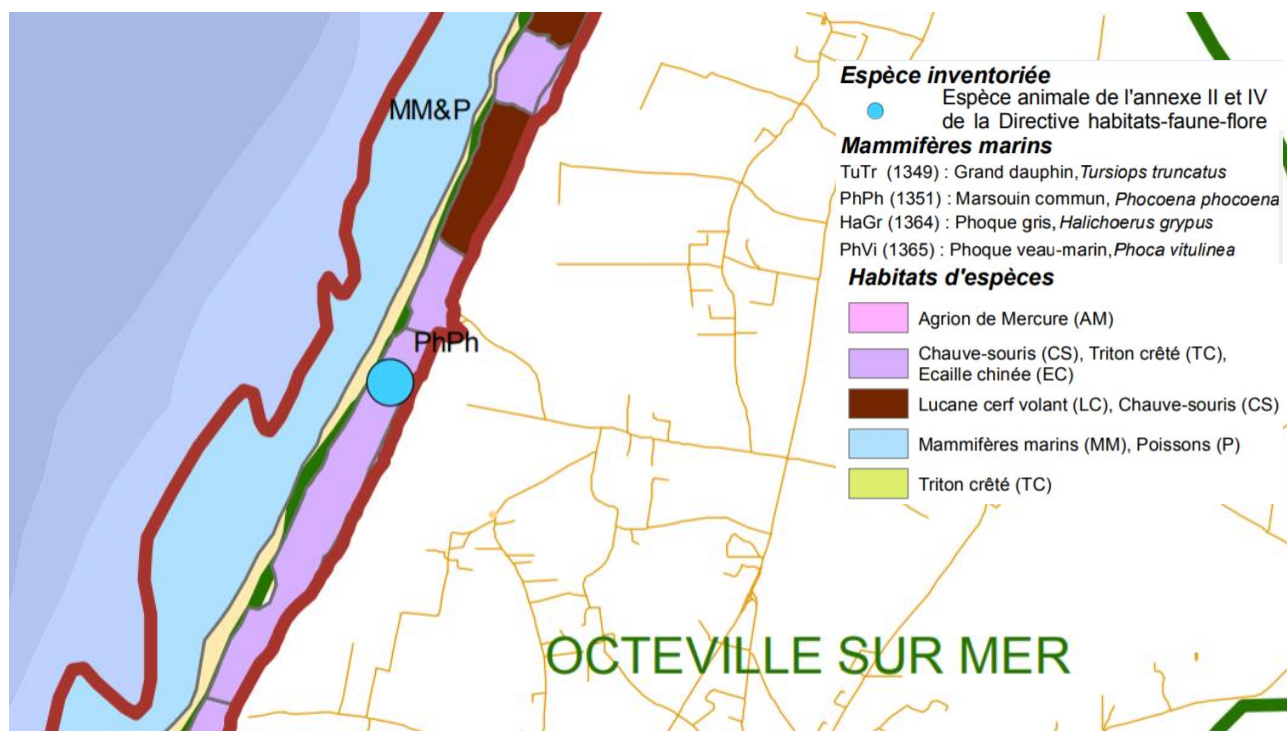 MM&P
PhPh
OCTEVILLE SUR MER
Espèce inventoriée
Espèce animale de l'annexe II et IV
de la Directive habitats-faune-flore
Mammifères marins
TuTr (1349) : Grand dauphin,Tursiops truncatus
PhPh (1351) : Marsouin commun, Phocoena phocoena
HaGr (1364) : Phoque gris, Halichoerus grypus
PhVi (1365) : Phoque veau-marin,Phoca vitulinea
Habitats d'espèces
Agrion de Mercure (AM)
Chauve-souris (CS), Triton crêté (TC),
Ecaille chinée (EC)
Lucane cerf volant (LC), Chauve-souris (CS)
Mammifères marins (MM), Poissons (P)
Triton crêté (TC)